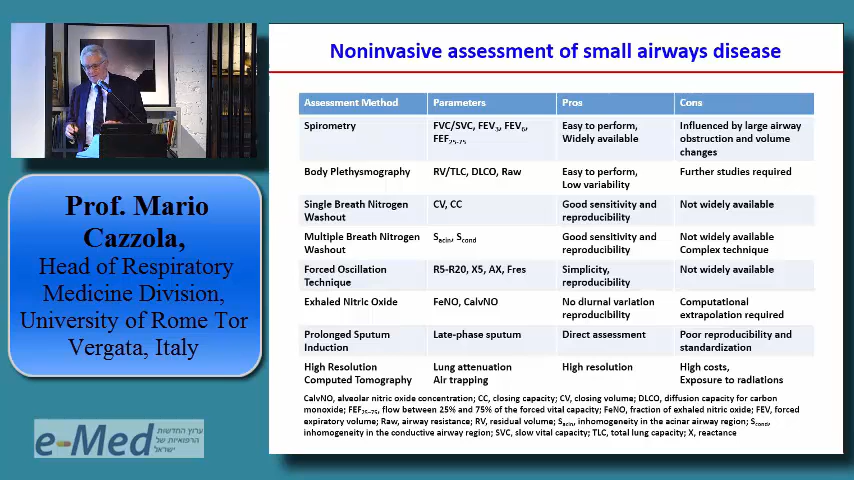 Noninvasive assessment of small airways disease
Assessment Method Parameters Pros Cons
Spirometry FVC/SVC, FEV3, FEV6, Easy to perform, Influenced by large airway
FEF25-75 Widely available obstruction and volume
changes
Body Plethysmography RV/TLC, DLCO, Raw Easy to perform, Further studies required
Low variability
Single Breath Nitrogen CV, CC Good sensitivity and Not widely available
Washout reproducibility
Multiple Breath Nitrogen Sacin, Scond Good sensitivity and Not widely available
Washout reproducibility Complex technique
Forced Oscillation R5-R20, X5, AX, Fres Simplicity, Not widely available
Technique reproducibility
Exhaled Nitric Oxide FeNO, CalvNO No diurnal variation Computational
reproducibility extrapolation required
Prolonged Sputum Late-phase sputum Direct assessment Poor reproducibility and
Induction standardization
High Resolution Lung attenuation High resolution High costs,
Computed Tomography Air trapping Exposure to radiations
CalvNO, alveolar nitric oxide concentration; CC, closing capacity; CV, closing volume; DLCO, diffusion capacity for carbon
monoxide; FEF25-75, flow between 25% and 75% of the forced vital capacity; FeNO, fraction of exhaled nitric oxide; FEV, forced
expiratory volume; Raw, airway resistance; RV, residual volume; Sacin, inhomogeneity in the acinar airway region; Scond,
inhomogeneity in the conductive airway region; SVC, slow vital capacity; TLC, total lung capacity; X, reactance
Prof. Mario
Cazzola,
Head of Respiratory
Medicine Division,
University of Rome Tor
Vergata, Italy
e-Med
ערוץ החדשות
הרפואיות של
ישראל